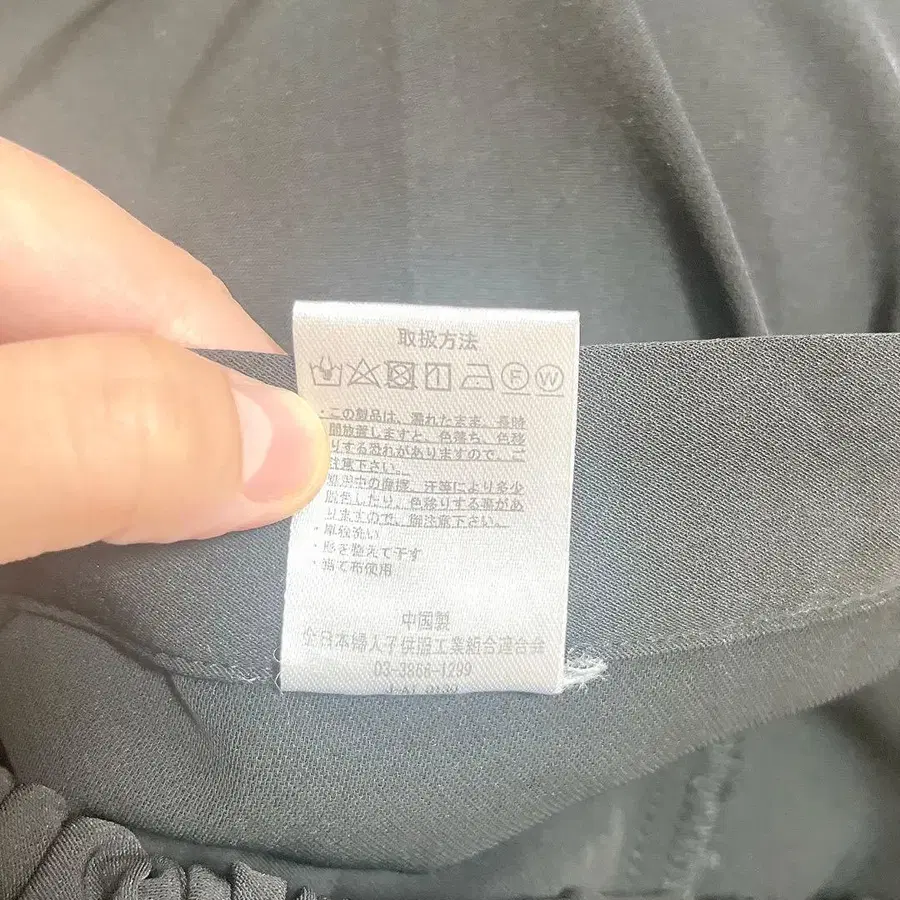 取扱方法
F W
・この製品は、濡れたまま、長時
間放置しますと、色落ち、色移
りする恐れがありますので、ご
注意下さい。
着用中の摩擦、汗等により多少
脱色したり、色移りする事があ
りますので、御注意下さい。
・単独洗い
・形を整えて干す
・当て布使用
中国製
全日本婦人子供服工業組合連合会
03-3866-1299